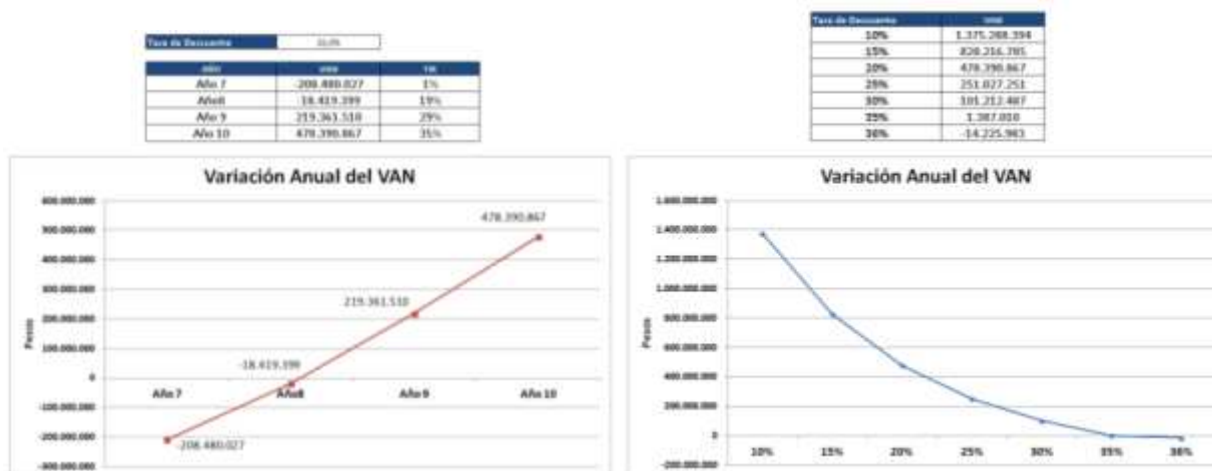 Tasa de Descuento
AÑO VAN TIR
Año 7 -208.480.027 1%
Año8 -18.419.399 19%
Año 9 219.361.510 29%
Año 10 478.390.867 35%
Tasa de Descuento VAN
10% 1.375.288.394
15% 820.216.785
20% 478.390.867
25% 251.027.251
30% 101.212.487
35% 1.387.010
36% -14.225.983
Variación Anual del VAN
Pesos
600.000.000
500.000.000
400.000.000
300.000.000
200.000.000
100.000.000
0
-100.000.000
-200.000.000
-300.000.000
478.390.867
219.361.510
-18.419.399
-208.480.027
Año 7 Año8 Año 9 Año 10
Variación Anual del VAN
Pesos
1.600.000.000
1.400.000.000
1.200.000.000
1.000.000.000
800.000.000
600.000.000
400.000.000
200.000.000
0
-200.000.000
10% 15% 20% 25% 30% 35% 36%